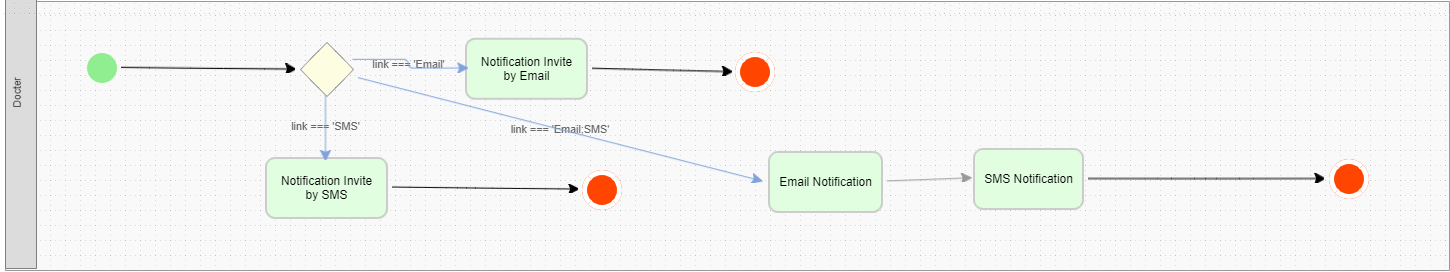 Docter
link === 'Email'
Notification Invite
by Email
link === 'SMS'
link === 'Email;SMS'
Notification Invite
by SMS
Email Notification
SMS Notification